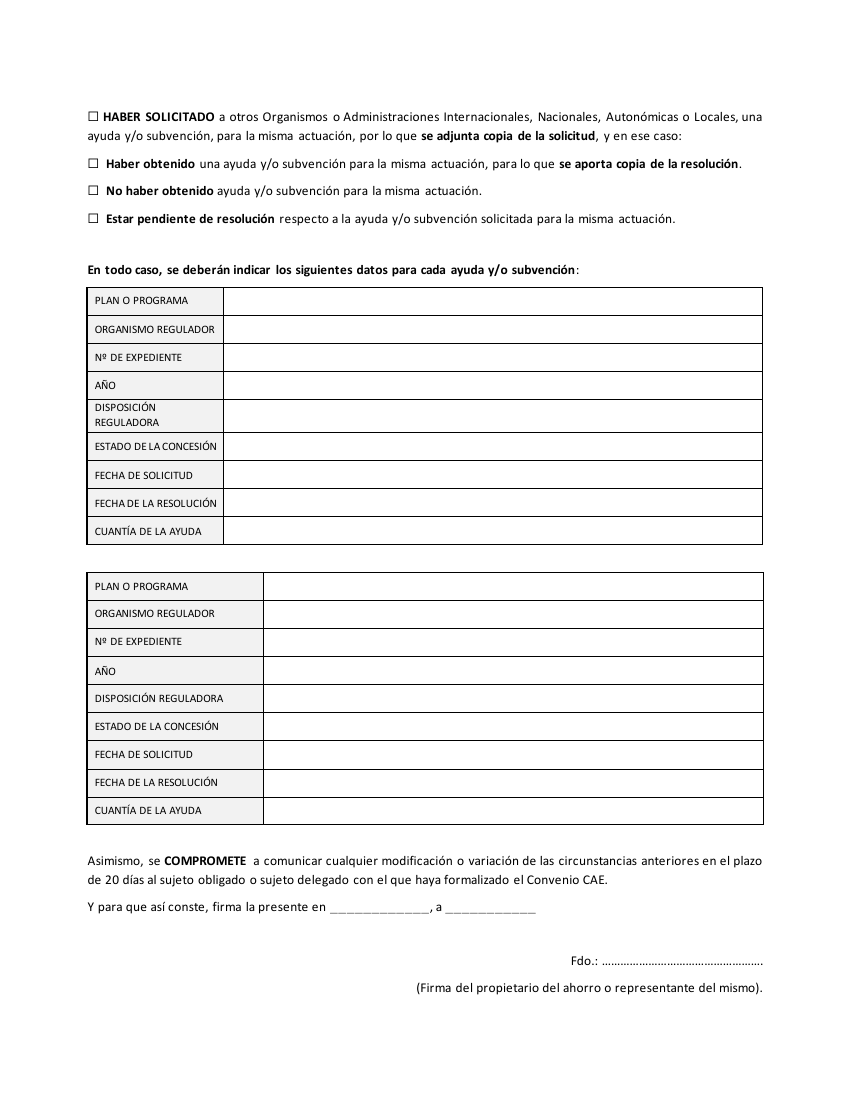 ☐ HABER SOLICITADO a otros Organismos o Administraciones Internacionales, Nacionales, Autonómicas o Locales, una
ayuda y/o subvención, para la misma actuación, por lo que se adjunta copia de la solicitud, y en ese caso:
☐ Haber obtenido una ayuda y/o subvención para la misma actuación, para lo que se aporta copia de la resolución.
☐ No haber obtenido ayuda y/o subvención para la misma actuación.
☐ Estar pendiente de resolución respecto a la ayuda y/o subvención solicitada para la misma actuación.
En todo caso, se deberán indicar los siguientes datos para cada ayuda y/o subvención:
PLAN O PROGRAMA
ORGANISMO REGULADOR
Nº DE EXPEDIENTE
AÑO
DISPOSICIÓN
REGULADORA
ESTADO DE LA CONCESIÓN
FECHA DE SOLICITUD
FECHA DE LA RESOLUCIÓN
CUANTÍA DE LA AYUDA
PLAN O PROGRAMA
ORGANISMO REGULADOR
Nº DE EXPEDIENTE
AÑO
DISPOSICIÓN REGULADORA
ESTADO DE LA CONCESIÓN
FECHA DE SOLICITUD
FECHA DE LA RESOLUCIÓN
CUANTÍA DE LA AYUDA
Asimismo, se COMPROMETE a comunicar cualquier modificación o variación de las circunstancias anteriores en el plazo
de 20 días al sujeto obligado o sujeto delegado con el que haya formalizado el Convenio CAE.
Y para que así conste, firma la presente en _____________, a ____________
Fdo.: …………………………………………….
(Firma del propietario del ahorro o representante del mismo).